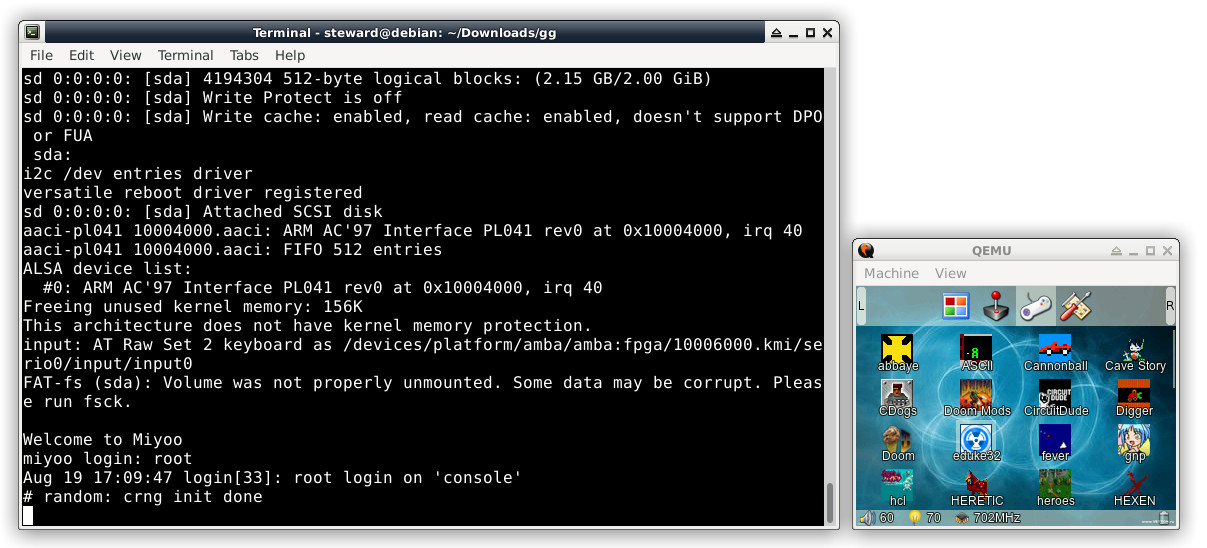 Terminal - steward@debian: ~/Downloads/gg
File Edit View Terminal Tabs Help
sd 0:0:0:0: [sda] 4194304 512-byte logical blocks: (2.15 GB/2.00 GiB)
sd 0:0:0:0: [sda] Write Protect is off
sd 0:0:0:0: [sda] Write cache: enabled, read cache: enabled, doesn't support DPO
 or FUA
 sda:
i2c /dev entries driver
versatile reboot driver registered
sd 0:0:0:0: [sda] Attached SCSI disk
aaci-pl041 10004000.aaci: ARM AC'97 Interface PL041 rev0 at 0x10004000, irq 40
aaci-pl041 10004000.aaci: FIFO 512 entries
ALSA device list:
  #0: ARM AC'97 Interface PL041 rev0 at 0x10004000, irq 40
Freeing unused kernel memory: 156K
This architecture does not have kernel memory protection.
input: AT Raw Set 2 keyboard as /devices/platform/amba/amba:fpga/10006000.kmi/se
rio0/input/input0
FAT-fs (sda): Volume was not properly unmounted. Some data may be corrupt. Pleas
e run fsck.
Welcome to Miyoo
miyoo login: root
Aug 19 17:09:47 login[33]: root login on 'console'
# random: crng init done
QEMU
Machine View
L R
abbaye ASCII Cannonball Cave Story
CDogs Doom Mods CircuitDude Digger
Doom eduke32 fever gnp
hcl HERETIC heroes HEXEN
60 70 702MHz